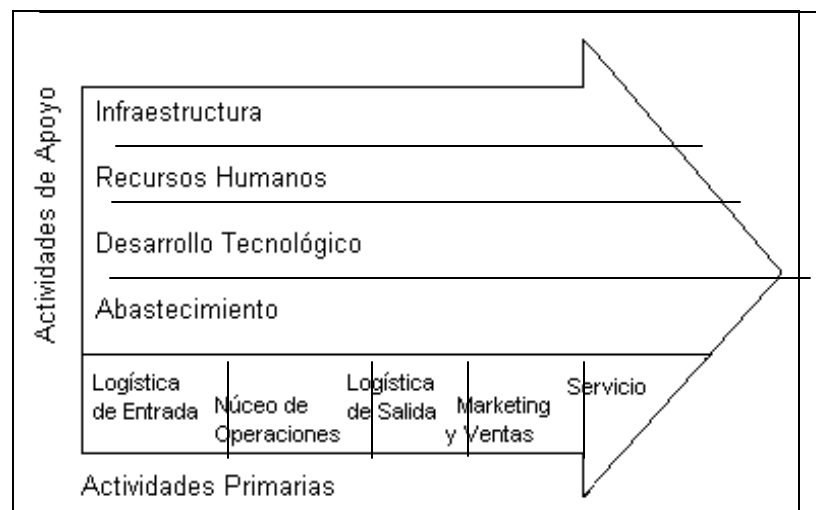 Actividades de Apoyo
Infraestructura
Recursos Humanos
Desarrollo Tecnológico
Abastecimiento
Logística
de Entrada
Núceo de
Operaciones
Logística
de Salida
Marketing
y Ventas
Servicio
Actividades Primarias